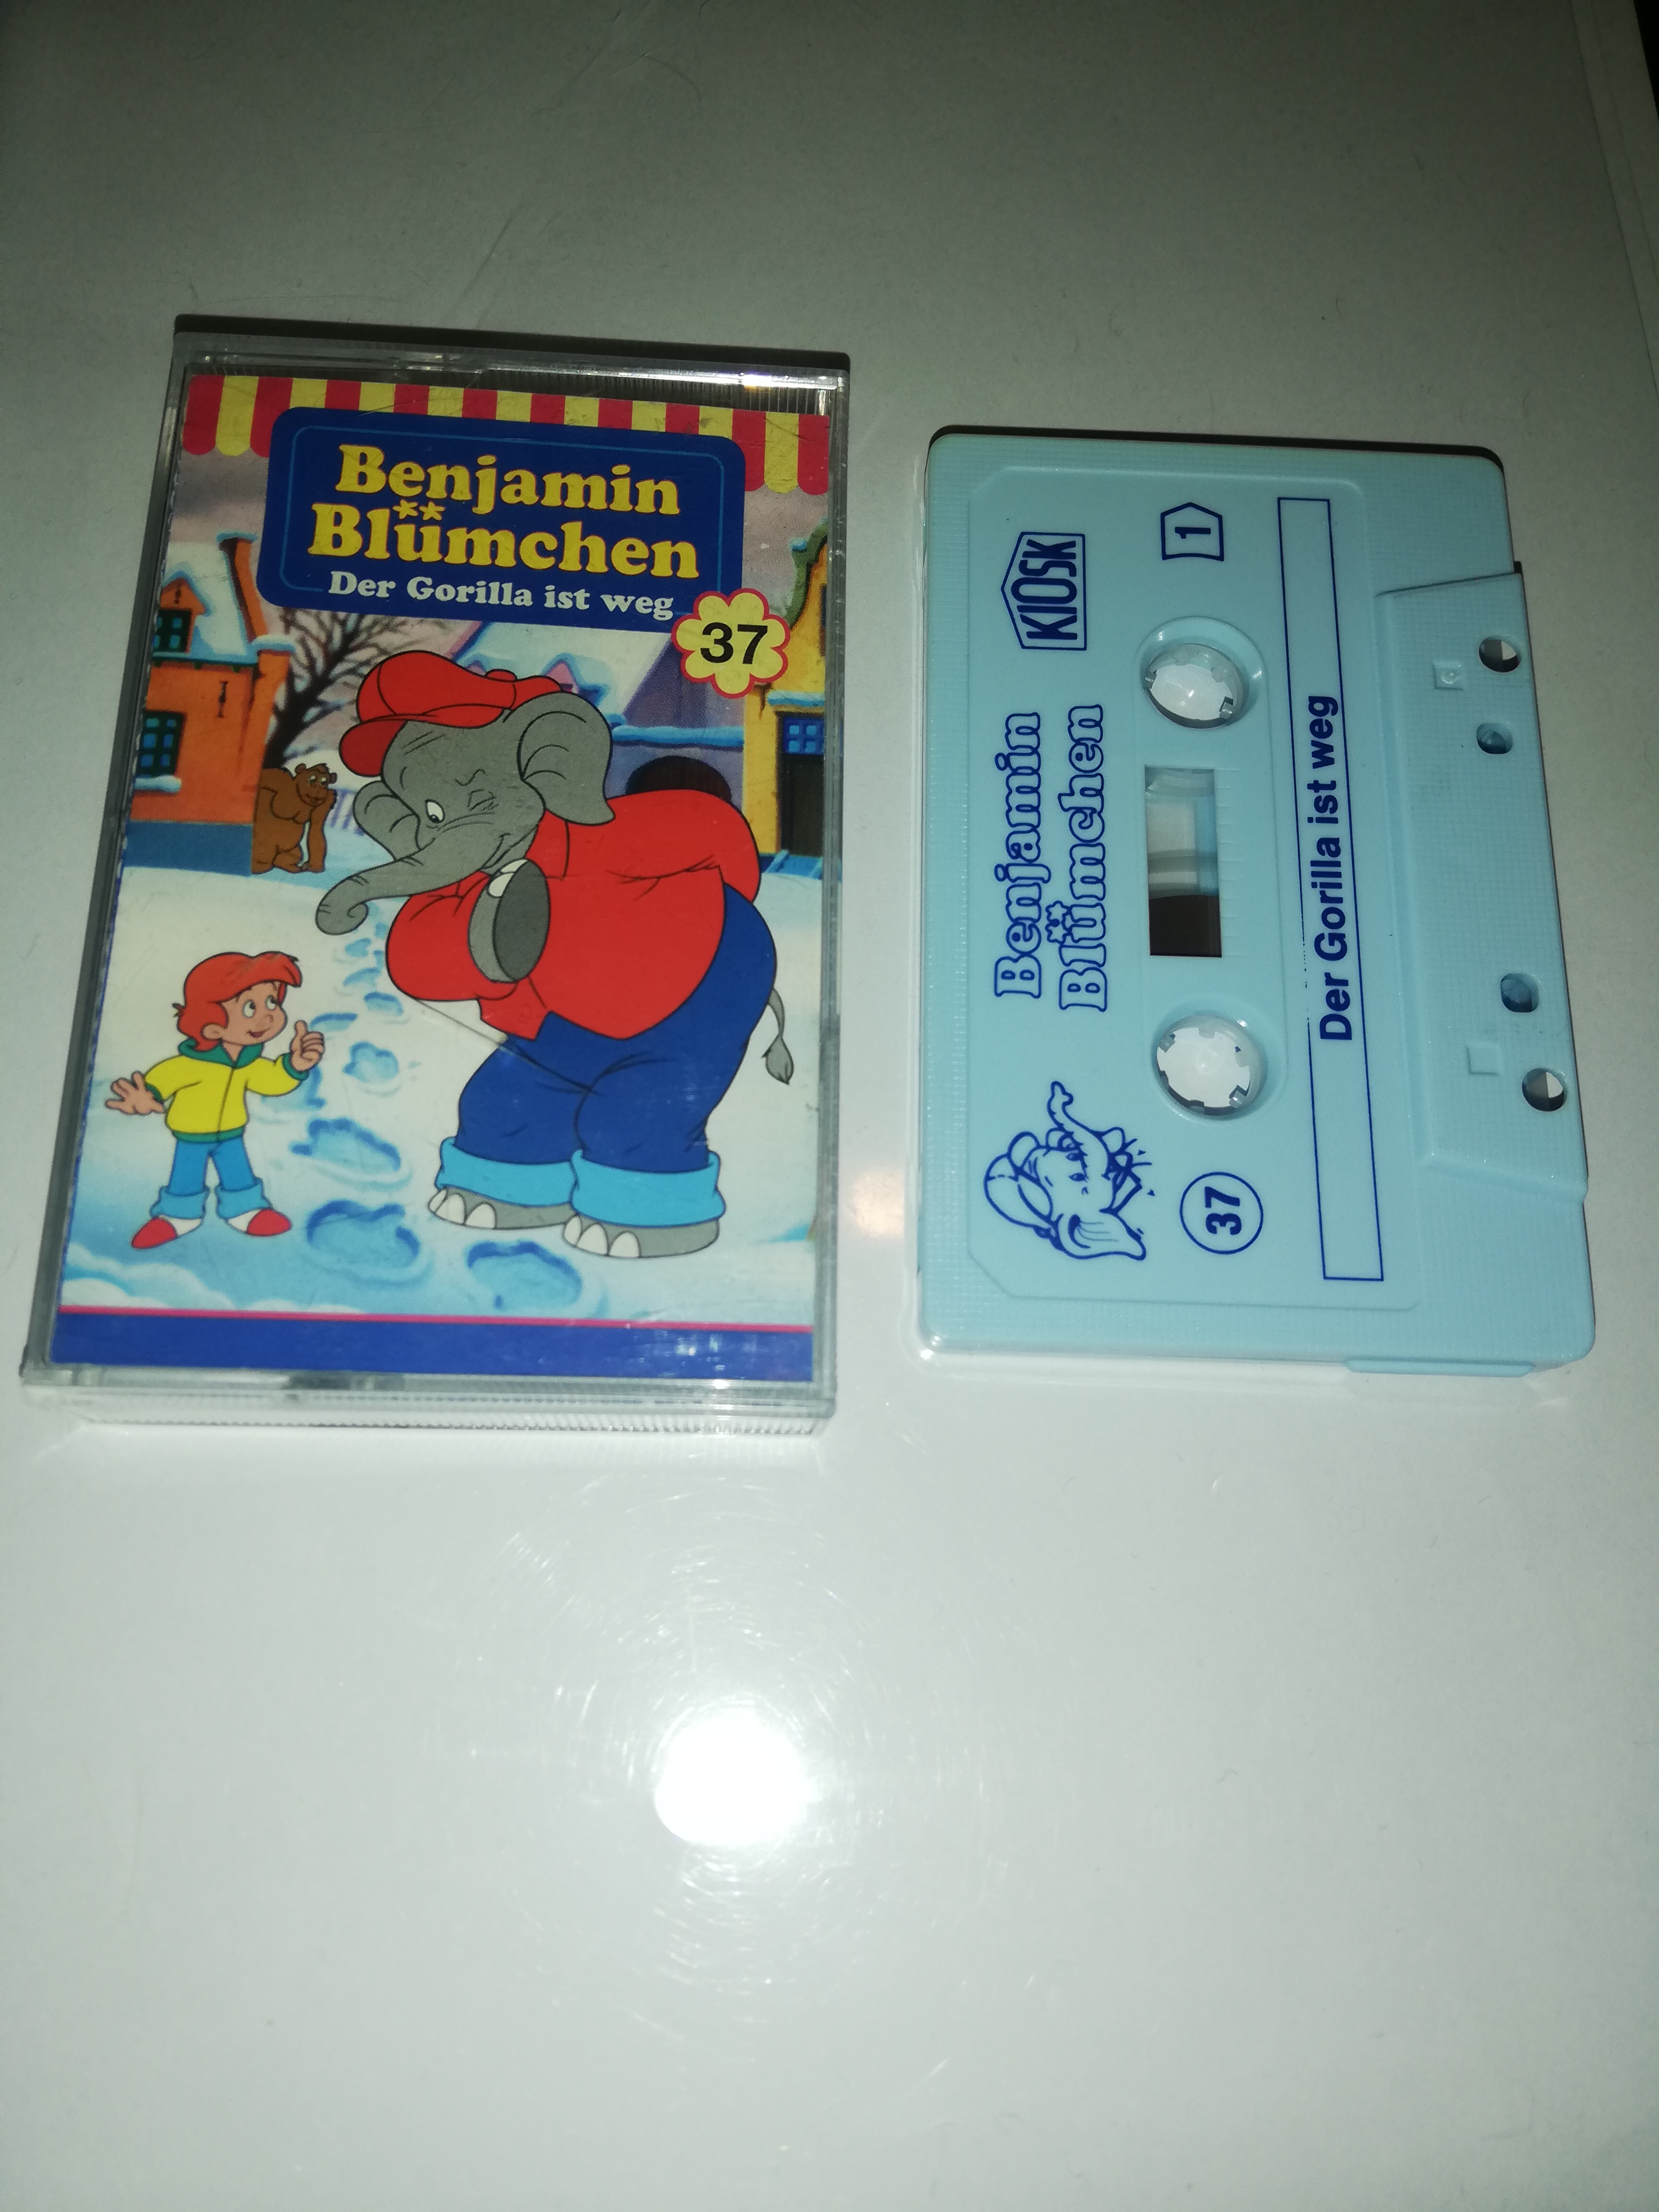 Benjamin
Blümchen
Der Gorilla ist weg
37
KIOSK
1
Benjamin
Blümchen
37
Der Gorilla ist weg